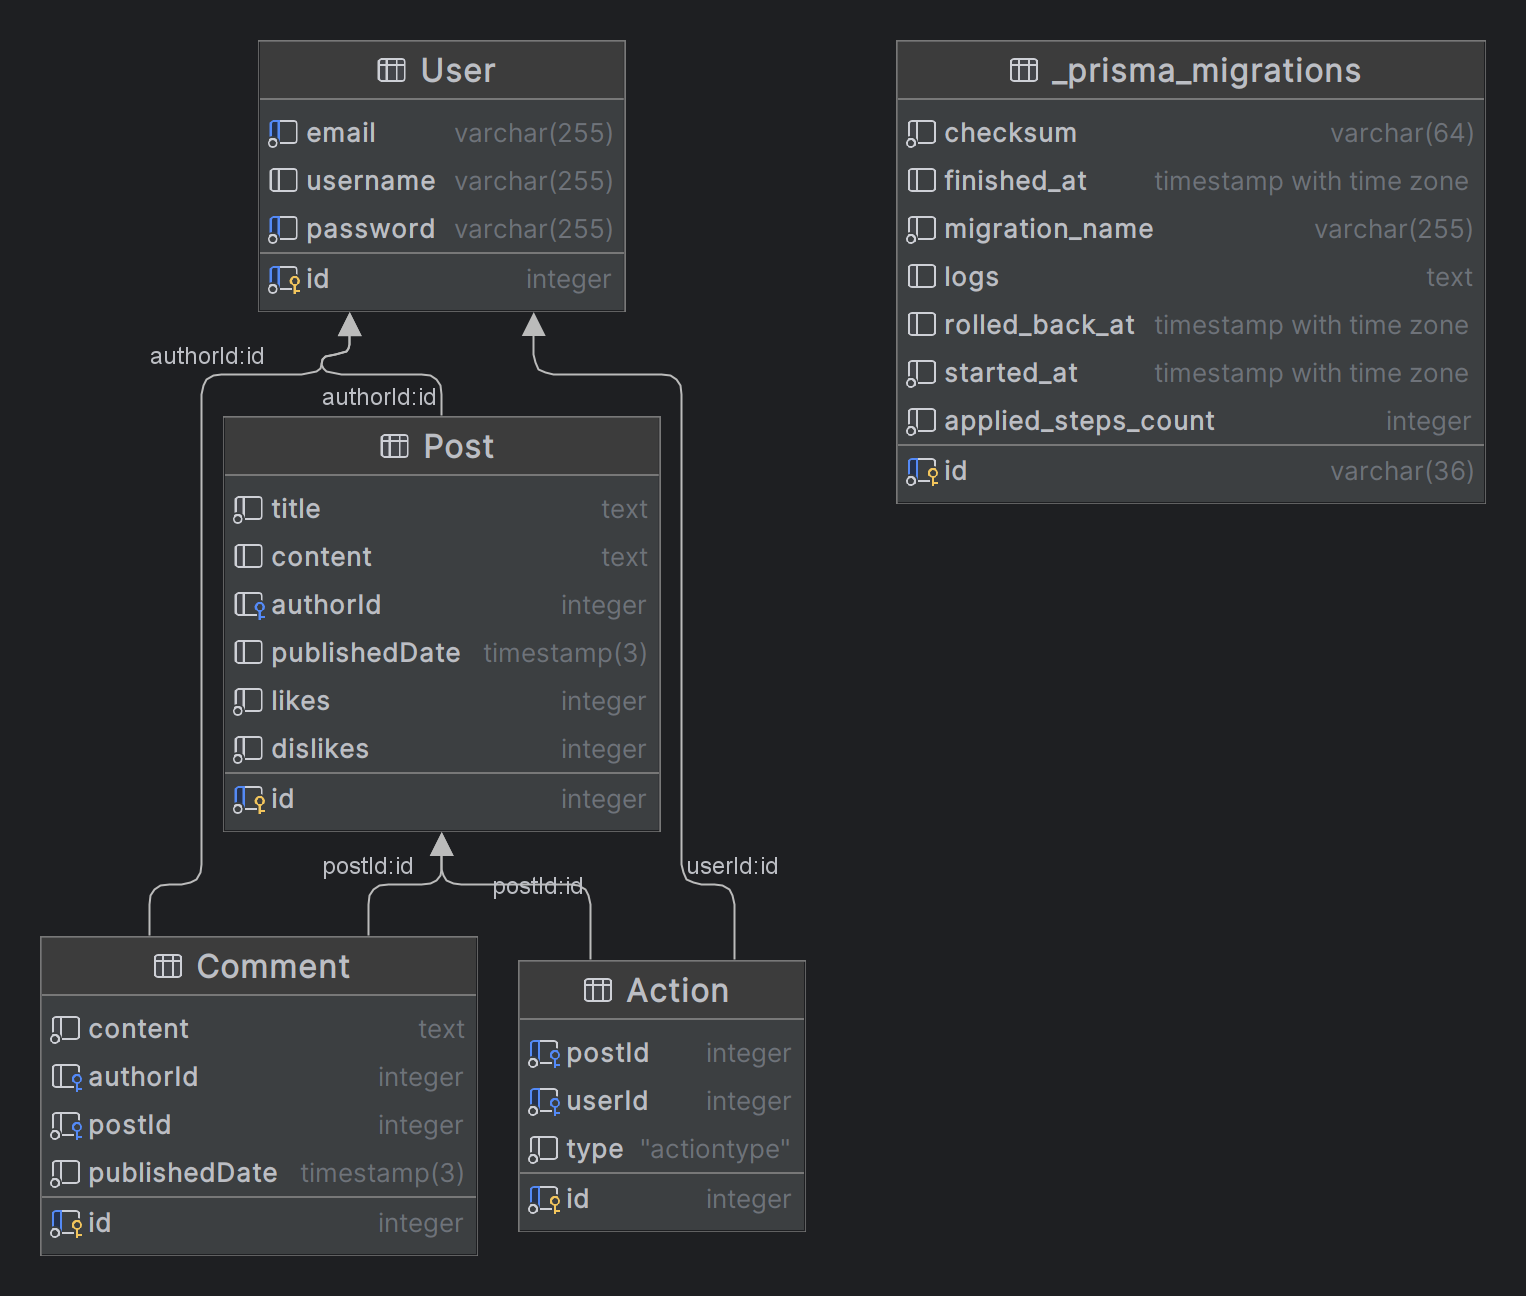 User
email varchar(255)
username varchar(255)
password varchar(255)
id integer
_prisma_migrations
checksum varchar(64)
finished_at timestamp with time zone
migration_name varchar(255)
logs text
rolled_back_at timestamp with time zone
started_at timestamp with time zone
applied_steps_count integer
id varchar(36)
authorId:id
authorId:id
Post
title text
content text
authorId integer
publishedDate timestamp(3)
likes integer
dislikes integer
id integer
postId:id
postId:id
userId:id
Comment
content text
authorId integer
postId integer
publishedDate timestamp(3)
id integer
Action
postId integer
userId integer
type "actiontype"
id integer